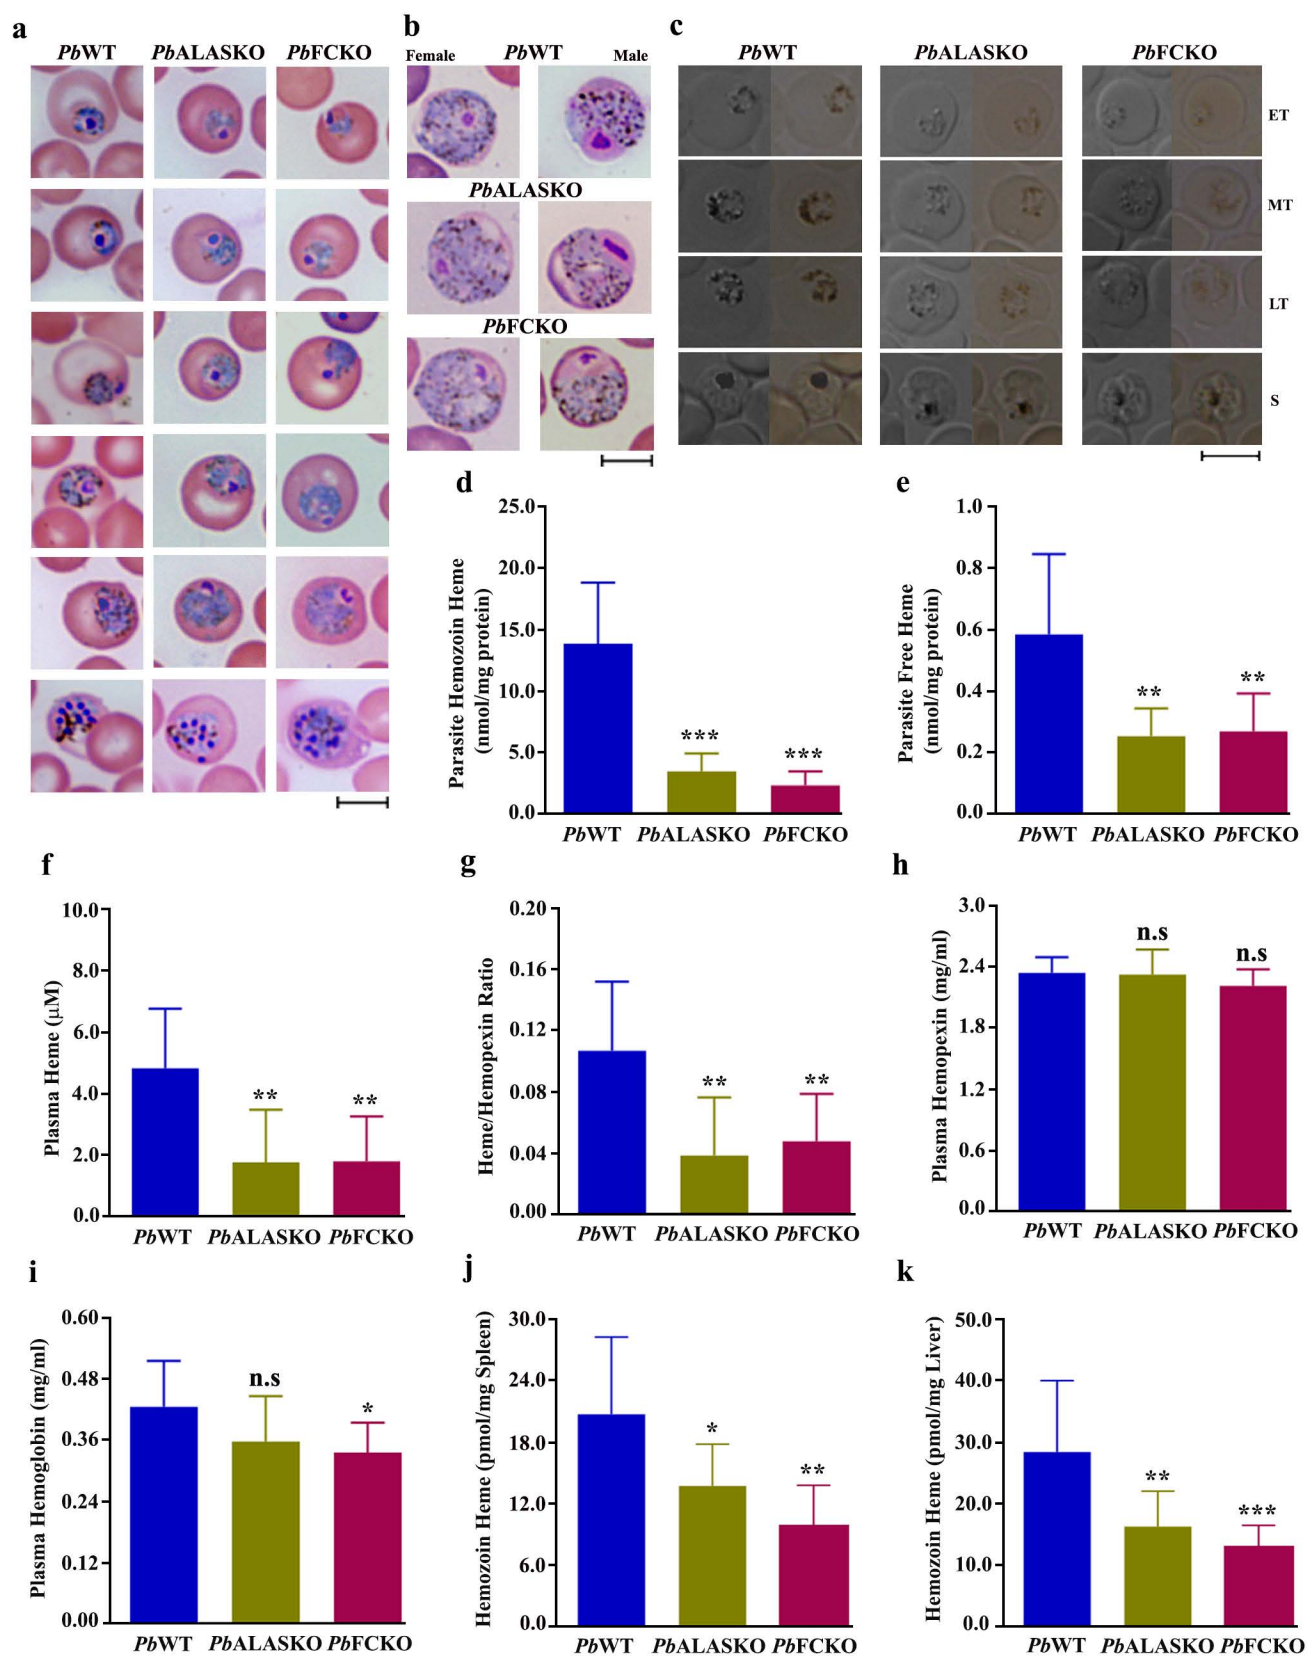 a
PbWT PbALASKO PbFCKO
b
Female PbWT Male
PbALASKO
PbFCKO
c
PbWT PbALASKO PbFCKO
ET
MT
LT
S
d
Parasite Hemozoin Heme
(nmol/mg protein)
25.0
20.0
15.0
10.0
5.0
0.0
***
***
PbWT PbALASKO PbFCKO
e
Parasite Free Heme
(nmol/mg protein)
1.0
0.8
0.6
0.4
0.2
0.0
**
**
PbWT PbALASKO PbFCKO
f
Plasma Heme (μM)
10.0
8.0
6.0
4.0
2.0
0.0
**
**
PbWT PbALASKO PbFCKO
g
Heme/Hemopexin Ratio
0.20
0.16
0.12
0.08
0.04
0.00
**
**
PbWT PbALASKO PbFCKO
h
Plasma Hemopexin (mg/ml)
3.0
2.4
1.8
1.2
0.6
0.0
n.s
n.s
PbWT PbALASKO PbFCKO
i
Plasma Hemoglobin (mg/ml)
0.60
0.48
0.36
0.24
0.12
0.00
n.s
*
PbWT PbALASKO PbFCKO
j
Hemozoin Heme (pmol/mg Spleen)
30.0
24.0
18.0
12.0
6.0
0.0
*
**
PbWT PbALASKO PbFCKO
k
Hemozoin Heme (pmol/mg Liver)
50.0
40.0
30.0
20.0
10.0
0.0
**
***
PbWT PbALASKO PbFCKO